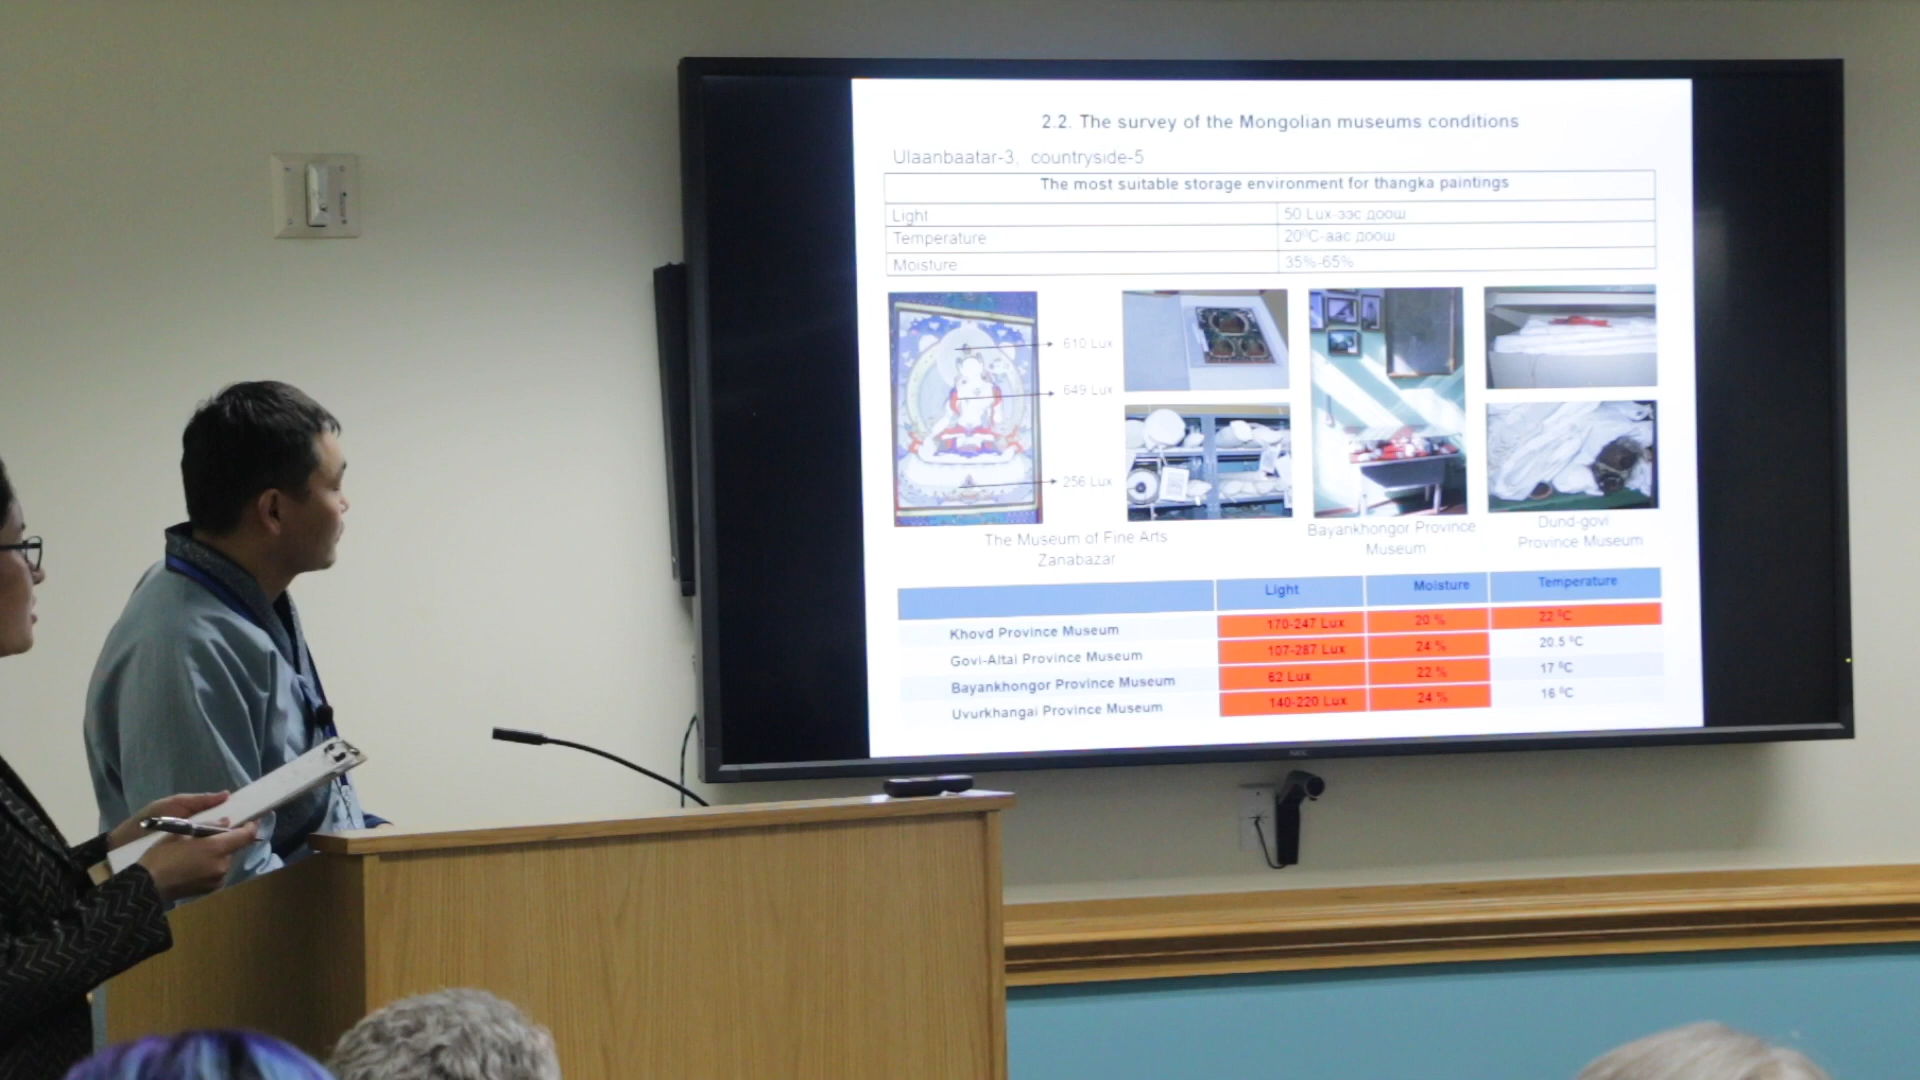 2.2. The survey of the Mongolian museums conditions
Ulaanbaatar-3, countryside-5
The most suitable storage environment for thangka paintings
Light 50 Lux-ээс доош
Temperature 20⁰C-аас доош
Moisture 35%-65%
610 Lux
649 Lux
256 Lux
The Museum of Fine Arts
Zanabazar
Bayankhongor Province
Museum
Dund-govi
Province Museum
Light Moisture Temperature
Khovd Province Museum 170-247 Lux 20 % 22 ⁰C
Govi-Altai Province Museum 107-287 Lux 24 % 20.5 ⁰C
Bayankhongor Province Museum 62 Lux 22 % 17 ⁰C
Uvurkhangai Province Museum 140-220 Lux 24 % 16 ⁰C
NEC